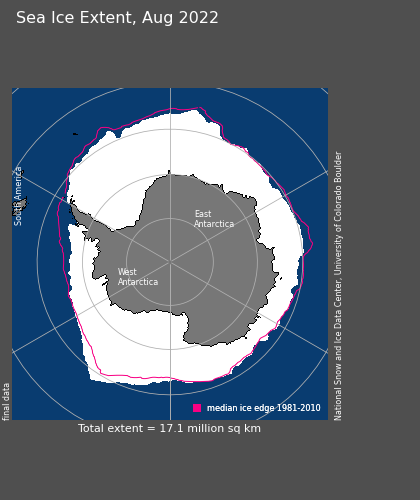 Sea Ice Extent, Aug 2022
South America
East
Antarctica
West
Antarctica
median ice edge 1981-2010
final data
National Snow and Ice Data Center, University of Colorado Boulder
Total extent = 17.1 million sq km